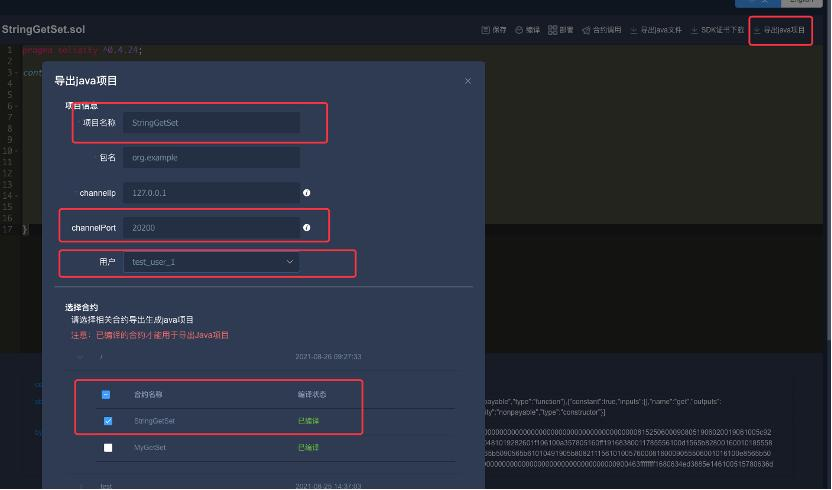 English
StringGetSet.sol
保存 编译 部署 合约调用 导出java文件 SDK证书下载 导出java项目
1 pragma solidity ^0.4.24;
2
3 cont
4
5
6
7
8
9
10
11
12
13
14
15
16
17 }
导出java项目
项目信息
项目名称 StringGetSet
包名 org.example
channelIp 127.0.0.1
channelPort 20200
用户 test_user_1
选择合约
请选择相关合约导出生成java项目
注意：已编译的合约才能用于导出Java项目
/ 2021-08-26 09:27:33
合约名称 编译状态
StringGetSet 已编译
MyGetSet 已编译
test 2021-08-25 14:37:03
payable","type":"function"},{"constant":true,"inputs":[],"name":"get","outputs":
ity":"nonpayable","type":"constructor"}]